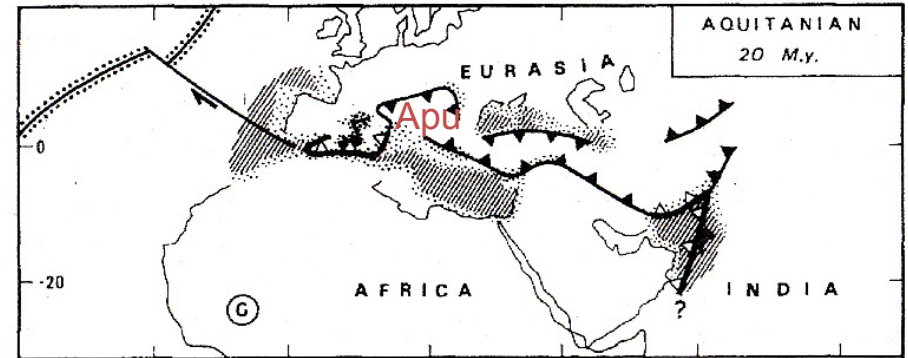 AQUITANIAN
20 M.y.
EURASIA
Apu
0
-20
AFRICA
INDIA
G
?